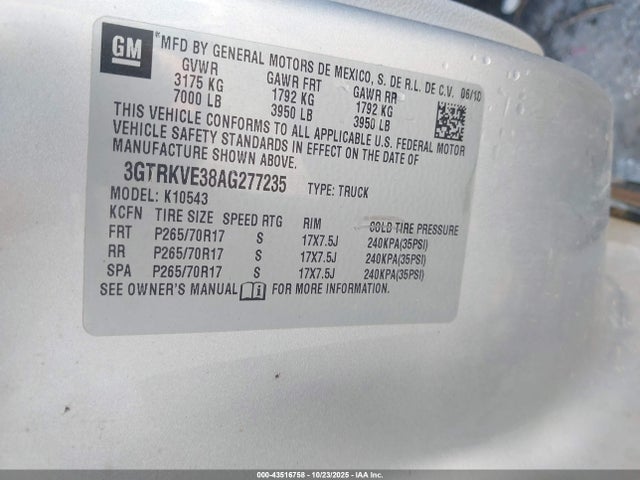 GM
*MFD BY GENERAL MOTORS DE MEXICO, S. DE R.L. DE C.V. 06/10
GVWR GAWR FRT GAWR RR
3175 KG 1792 KG 1792 KG
7000 LB 3950 LB 3950 LB
THIS VEHICLE CONFORMS TO ALL APPLICABLE U.S. FEDERAL MOTOR
VEHICLE SAFETY STANDARDS IN EFFECT ON THE DATE OF
MANUFACTURE SHOWN ABOVE.
3GTRKVE38AG277235 TYPE: TRUCK
MODEL: K10543
KCFN TIRE SIZE SPEED RTG RIM COLD TIRE PRESSURE
FRT P265/70R17 S 17X7.5J 240KPA(35PSI)
RR P265/70R17 S 17X7.5J 240KPA(35PSI)
SPA P265/70R17 S 17X7.5J 240KPA(35PSI)
SEE OWNER'S MANUAL FOR MORE INFORMATION.
000-43516758 - 10/23/2025 - IAA Inc.